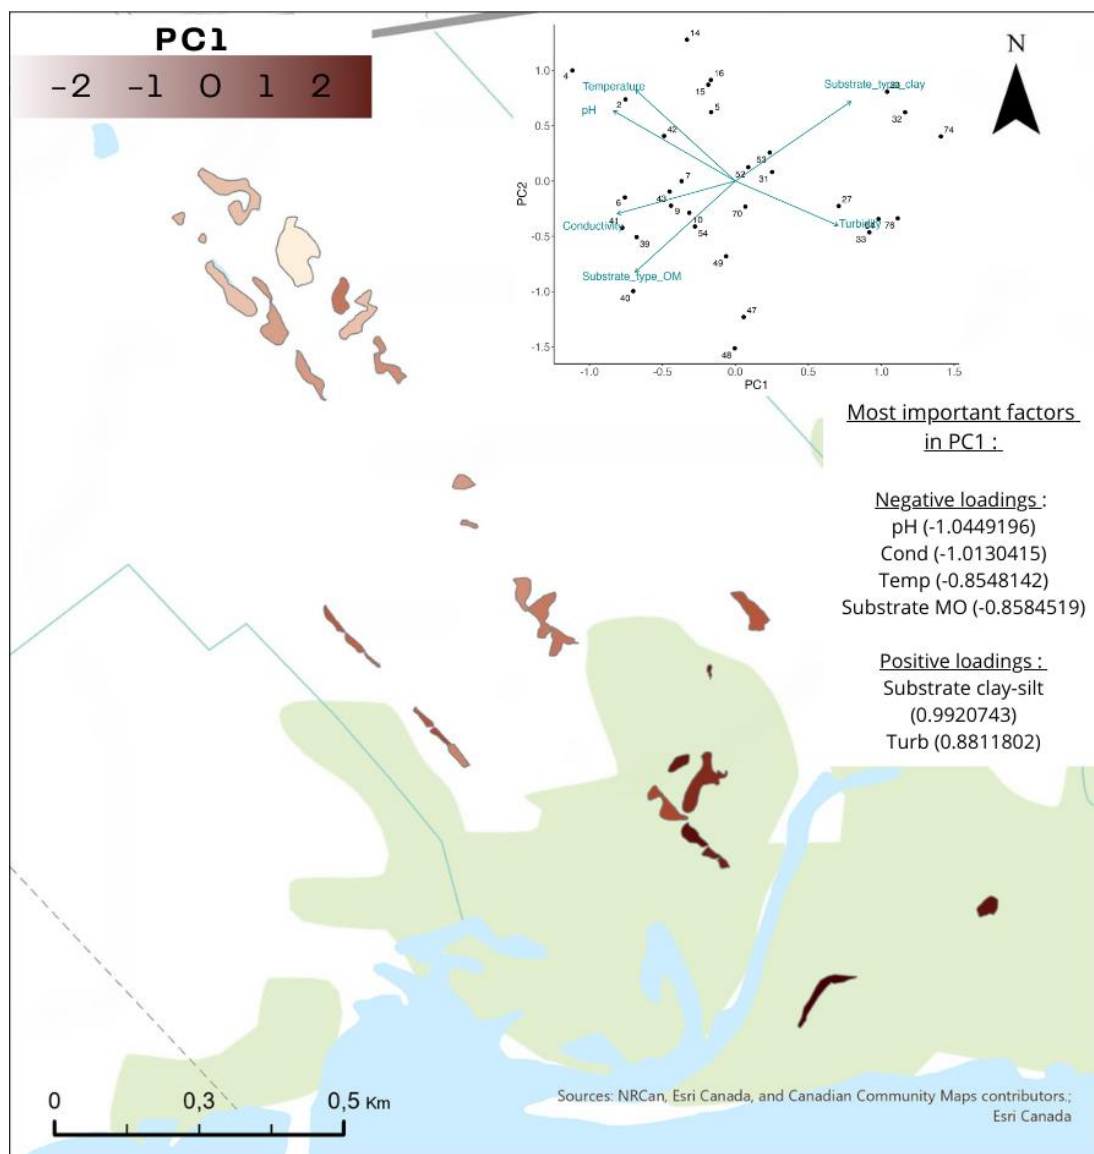 PC1
-2 -1 0 1 2
N
PC2
1.0
0.5
0.0
-0.5
-1.0
-1.5
-1.0 -0.5 0.0 0.5 1.0 1.5
PC1
14
4
16
15
Temperature
2
pH
5
42
Substrate_type_clay
32
74
53
52
31
7
43
6
9
10
41
70
27
Conductivity
39
54
Turbidity
76
33
49
Substrate_type_OM
40
47
48
Most important factors
in PC1 :
Negative loadings :
pH (-1.0449196)
Cond (-1.0130415)
Temp (-0.8548142)
Substrate MO (-0.8584519)
Positive loadings :
Substrate clay-silt
(0.9920743)
Turb (0.8811802)
0 0,3 0,5 Km
Sources: NRCan, Esri Canada, and Canadian Community Maps contributors.;
Esri Canada